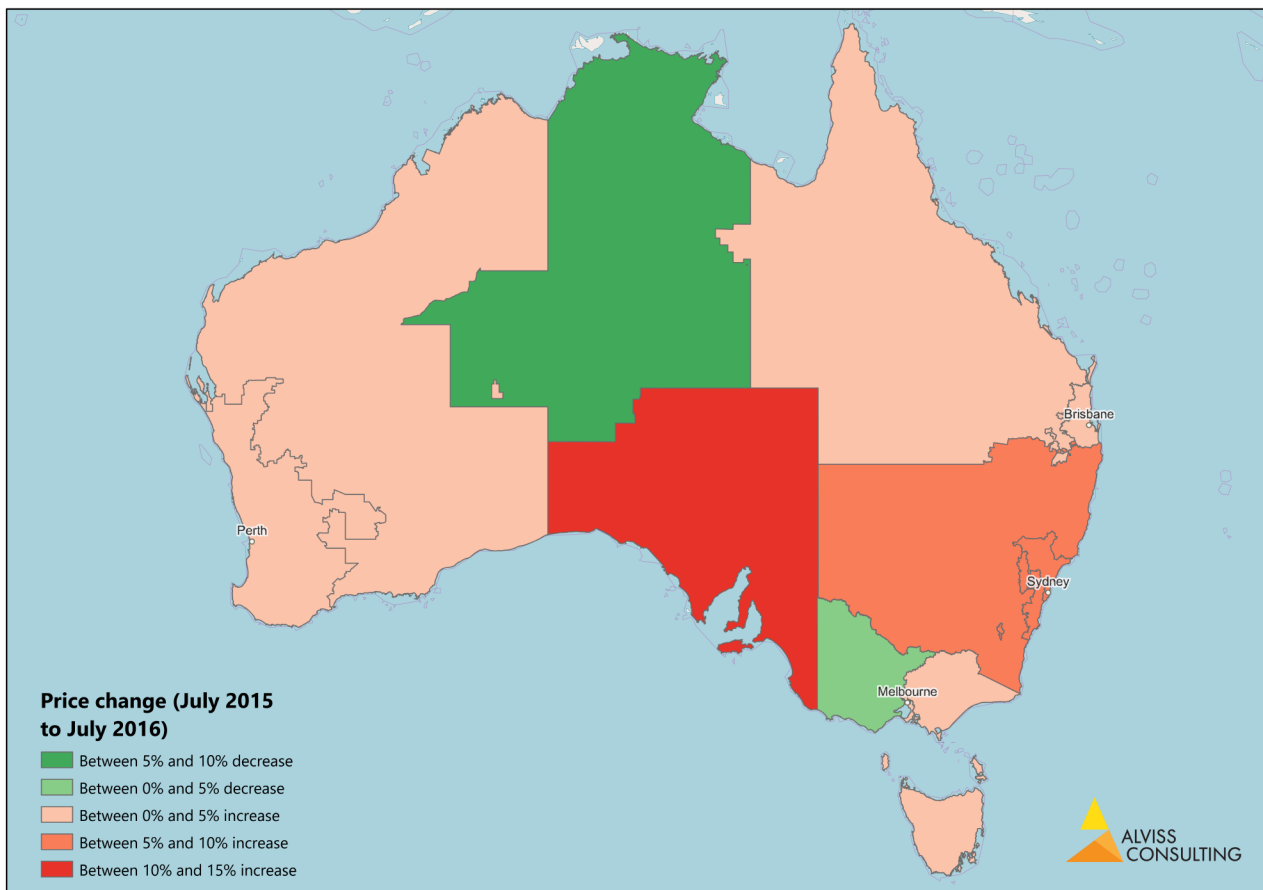 Brisbane
Perth
Sydney
Melbourne
Price change (July 2015
to July 2016)
Between 5% and 10% decrease
Between 0% and 5% decrease
Between 0% and 5% increase
Between 5% and 10% increase
Between 10% and 15% increase
ALVISS
CONSULTING